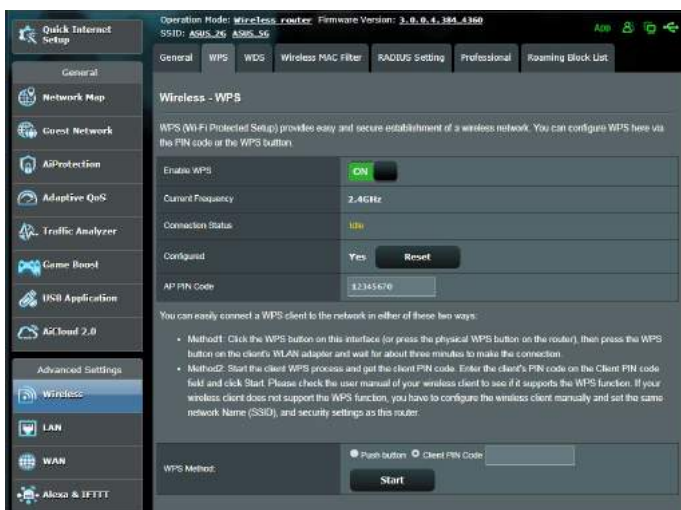 Quick Internet
Setup
Operation Mode: Wireless router Firmware Version: 3.0.0.4.384_4360
SSID: ASUS_2G ASUS_5G
App
General WPS WDS Wireless MAC Filter RADIUS Setting Professional Roaming Block List
General
Network Map
Guest Network
AiProtection
Adaptive QoS
Traffic Analyzer
Game Boost
USB Application
AiCloud 2.0
Advanced Settings
Wireless
LAN
WAN
Alexa & IFTTT
Wireless - WPS
WPS (Wi-Fi Protected Setup) provides easy and secure establishment of a wireless network. You can configure WPS here via
the PIN code or the WPS button.
Enable WPS ON
Current Frequency 2.4GHz
Connection Status Idle
Configured Yes Reset
AP PIN Code 12345670
You can easily connect a WPS client to the network in either of these two ways:
• Method1: Click the WPS button on this interface (or press the physical WPS button on the router), then press the WPS
button on the client's WLAN adapter and wait for about three minutes to make the connection.
• Method2: Start the client WPS process and get the client PIN code. Enter the client's PIN code on the Client PIN code
field and click Start. Please check the user manual of your wireless client to see if it supports the WPS function. If your
wireless client does not support the WPS function, you have to configure the wireless client manually and set the same
network Name (SSID), and security settings as this router.
WPS Method: Push button Client PIN Code
Start